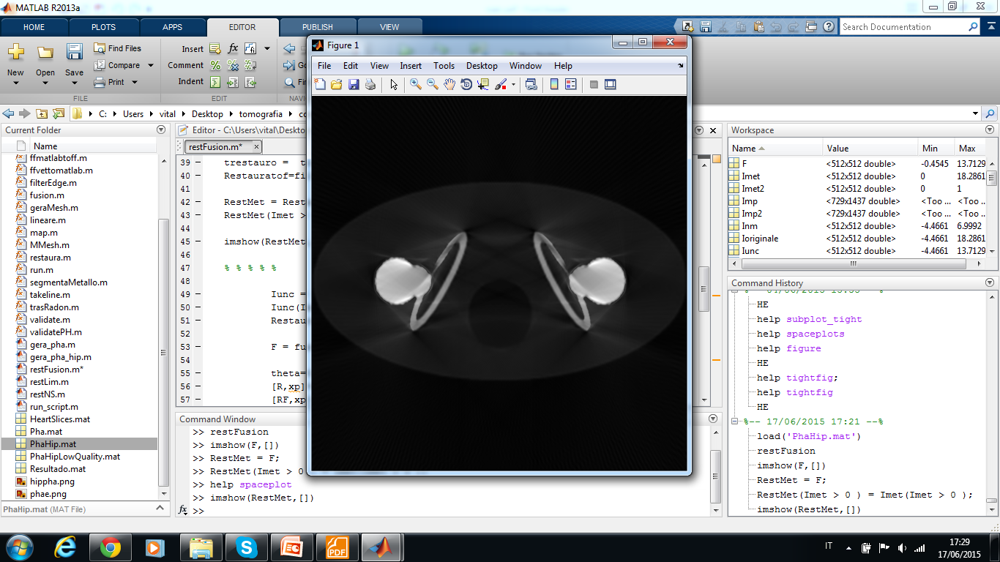 MATLAB R2013a
HOME PLOTS APPS EDITOR PUBLISH VIEW
Search Documentation
New Open Save
Find Files
Compare
Print
Insert
Comment
Indent
fx
Go
FILE EDIT
C: Users vital Desktop tomografia
Current Folder
Name
ffmatlabtoff.m
ffvettomatlab.m
filterEdge.m
fusion.m
geraMesh.m
lineare.m
map.m
MMesh.m
restaura.m
run.m
segmentaMetallo.m
takeline.m
trasRadon.m
validate.m
validatePH.m
gera_pha.m
gera_pha_hip.m
restFusion.m*
restLim.m
restNS.m
run_script.m
HeartSlices.mat
Pha.mat
PhaHip.mat
PhaHipLowQuality.mat
Resultado.mat
hippha.png
phae.png
PhaHip.mat (MAT File)
Editor - C:\Users\vital\Deskto
restFusion.m*
39 trestauro =
40 Restauratof=fi
41
42 RestMet = Rest
43 RestMet(Imet >
44
45 imshow(RestMet
46
47 % % % % %
48
49 Iunc =
50 Iunc(I
51 Restau
52
53 F = fu
54
55 theta=
56 [R,xp]
57 [RF,xp
Figure 1
File Edit View Insert Tools Desktop Window Help
Command Window
>> restFusion
>> imshow(F,[])
>> RestMet = F;
>> RestMet(Imet > 0
>> help spaceplot
>> imshow(RestMet,[])
fx >>
Workspace
Name Value Min Max
F <512x512 double> -0.4545 13.7129
Imet <512x512 double> 0 18.2861
Imet2 <512x512 double> 0 1
Imp <729x1437 double> <Too ... <Too ...
Imp2 <729x1437 double> <Too ... <Too ...
Inm <512x512 double> -4.4661 6.9992
Ioriginale <512x512 double> -4.4661 18.2861
Iunc <512x512 double> -4.4661 13.7129
Command History
HE
help subplot_tight
help spaceplots
help figure
HE
help tightfig;
help tightfig
HE
%-- 17/06/2015 17:21 --%
load('PhaHip.mat')
restFusion
imshow(F,[])
RestMet = F;
RestMet(Imet > 0 ) = Imet(Imet > 0 );
imshow(RestMet,[])
PDF
IT
17:29
17/06/2015